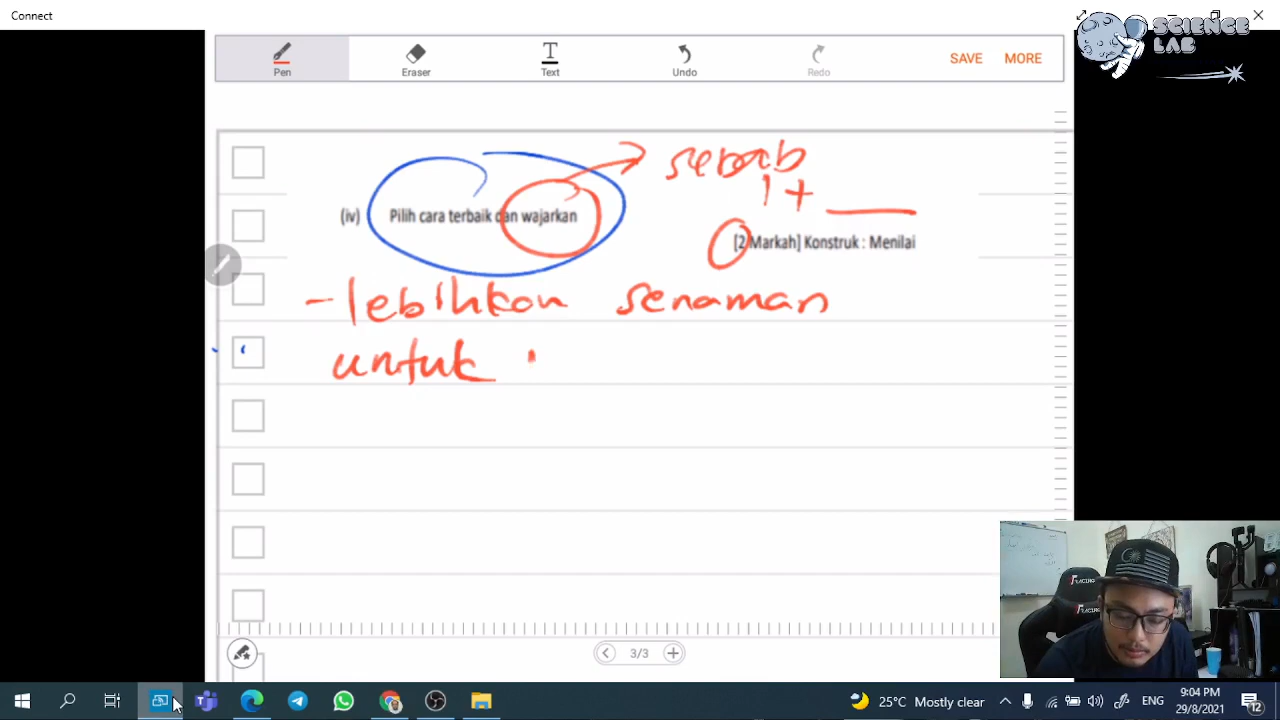 Connect
Pen
Eraser
Text
Undo
Redo
SAVE
MORE
LAB
sebab
1 +
(iv) Pilih cara terbaik dan wajarkan
[2 Markah] Konstruk : Menilai
- lebihkan senaman
untuk
3/3
25°C Mostly clear
ENG
9:04 PM
29/8/2021
12